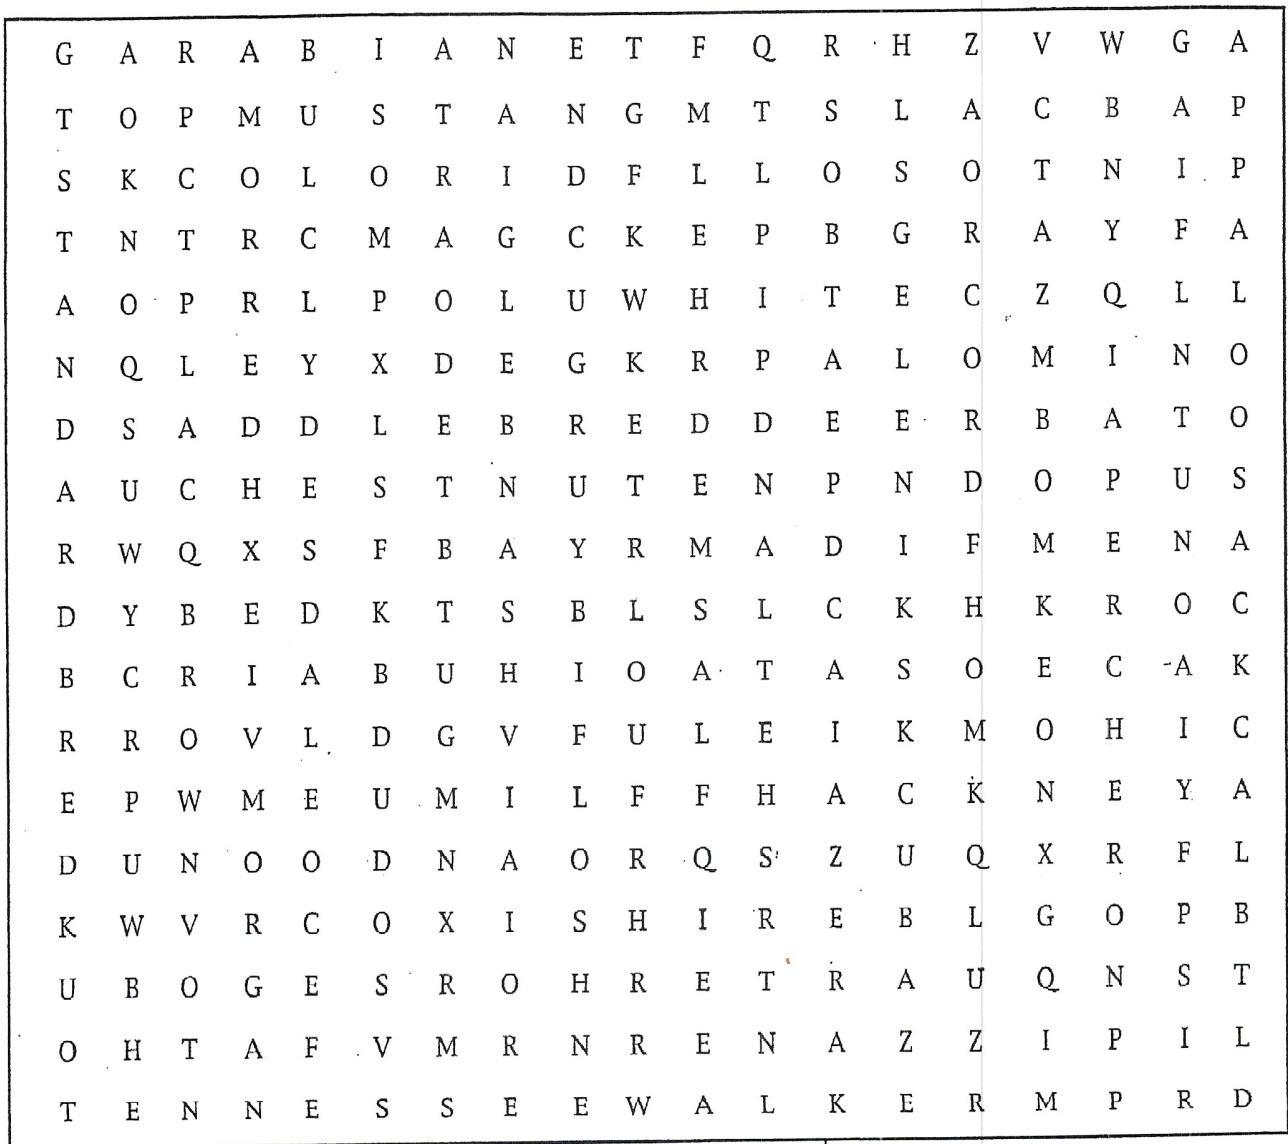 G A R A B I A N E T F Q R H Z V W G A
T O P M U S T A N G M T S L A C B A P
S K C O L O R I D F L L O S O T N I P
T N T R C M A G C K E P B G R A Y F A
A O P R L P O L U W H I T E C Z Q L L
N Q L E Y X D E G K R P A L O M I N O
D S A D D L E B R E D D E E R B A T O
A U C H E S T N U T E N P N D O P U S
R W Q X S F B A Y R M A D I F M E N A
D Y B E D K T S B L S L C K H K R O C
B C R I A B U H I O A T A S O E C A K
R R O V L D G V F U L E I K M O H I C
E P W M E U M I L F F H A C K N E Y A
D U N O O D N A O R Q S Z U Q X R F L
K W V R C O X I S H I R E B L G O P B
U B O G E S R O H R E T R A U Q N S T
O H T A F V M R N R E N A Z Z I P I L
T E N N E S S E E W A L K E R M P R D